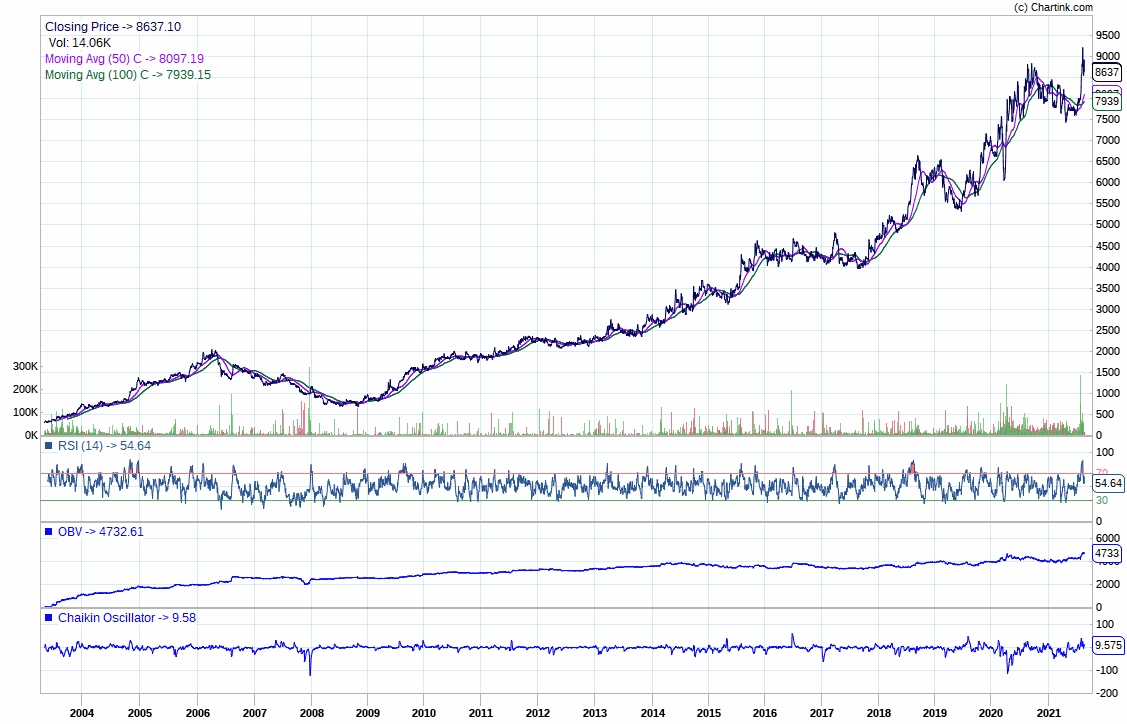 (c) Chartink.com
Closing Price -> 8637.10
Vol: 14.06K
Moving Avg (50) C -> 8097.19
Moving Avg (100) C -> 7939.15
9500
9000
8637
7939
7500
7000
6500
6000
5500
5000
4500
4000
3500
3000
2500
2000
1500
1000
500
0
300K
200K
100K
0K
RSI (14) -> 54.64
100
70
54.64
30
0
OBV -> 4732.61
6000
4733
2000
0
Chaikin Oscillator -> 9.58
100
9.575
-100
-200
2004 2005 2006 2007 2008 2009 2010 2011 2012 2013 2014 2015 2016 2017 2018 2019 2020 2021